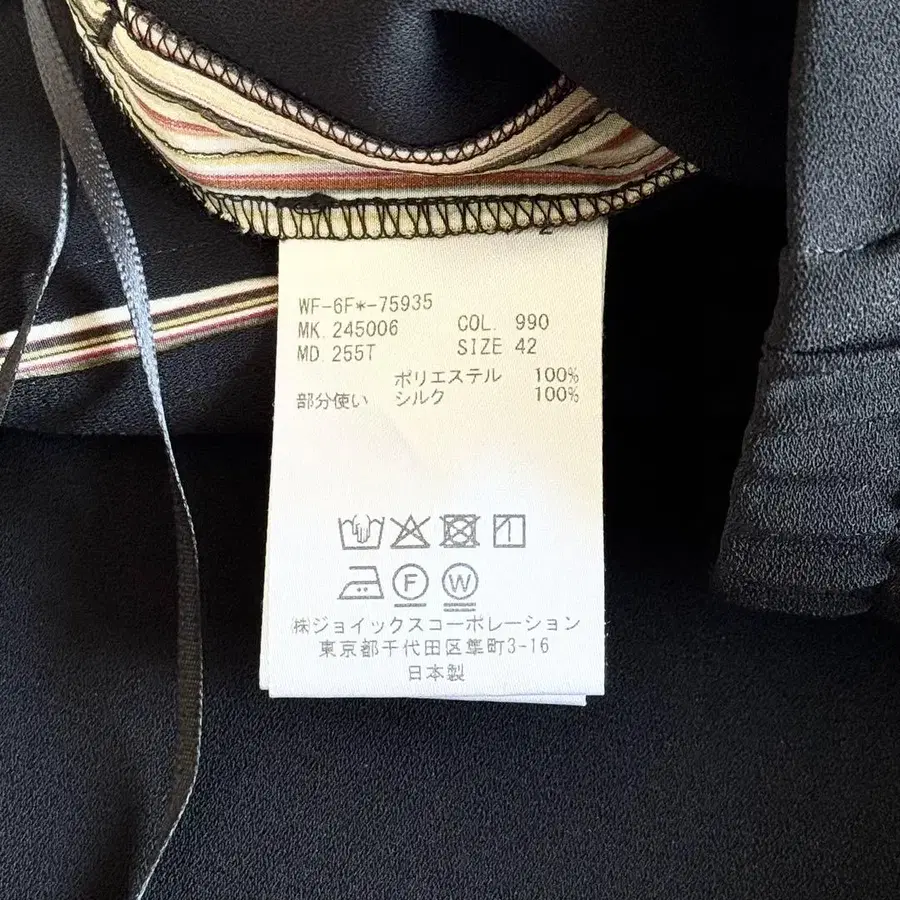 WF-6F*-75935
MK. 245006 COL. 990
MD. 255T SIZE 42
ポリエステル 100%
部分使い シルク 100%
F W
㈱ジョイックスコーポレーション
東京都千代田区隼町3-16
日本製